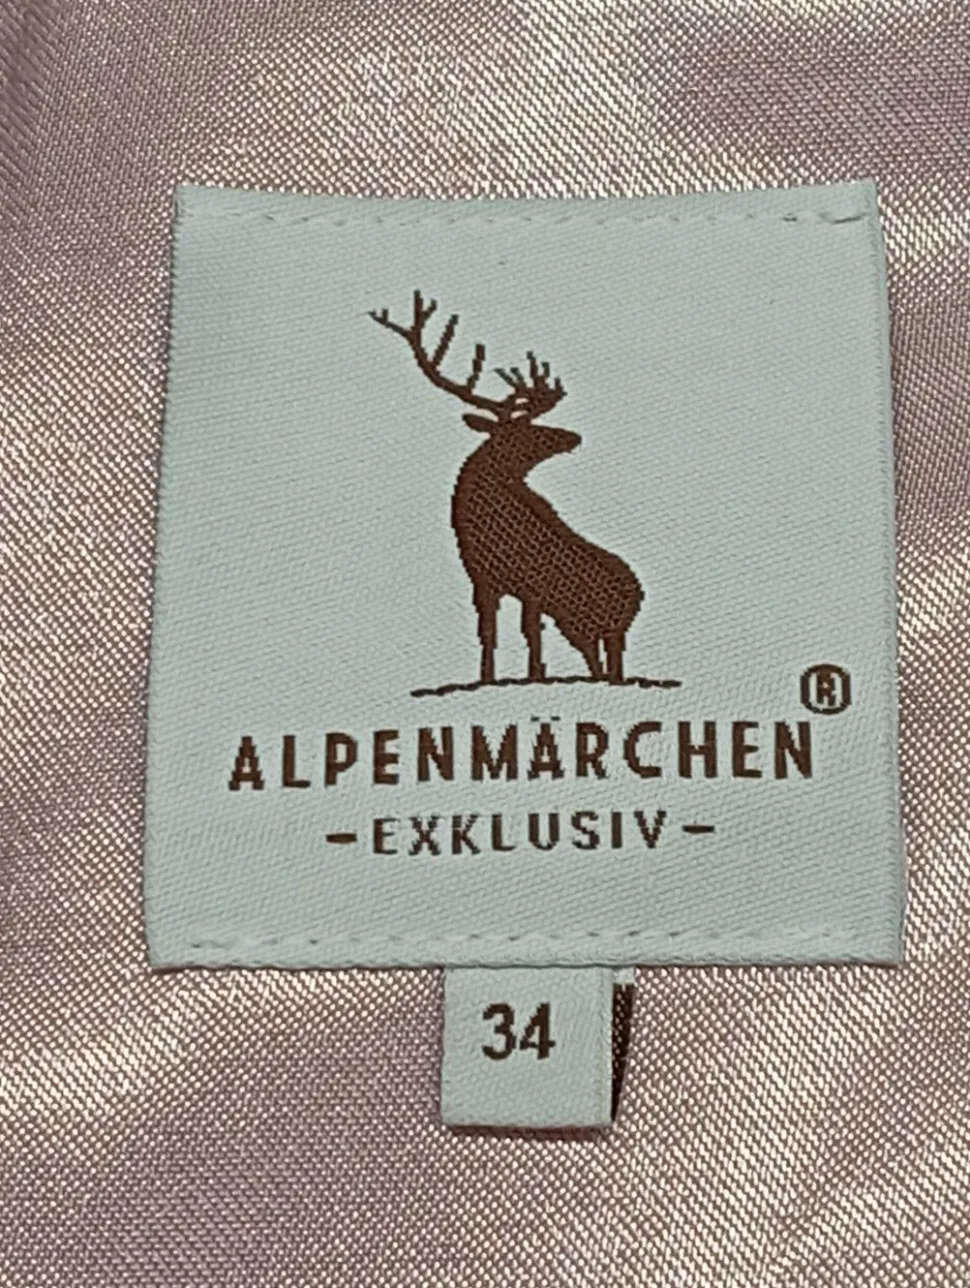 ®
ALPENMÄRCHEN
-EXKLUSIV-
34